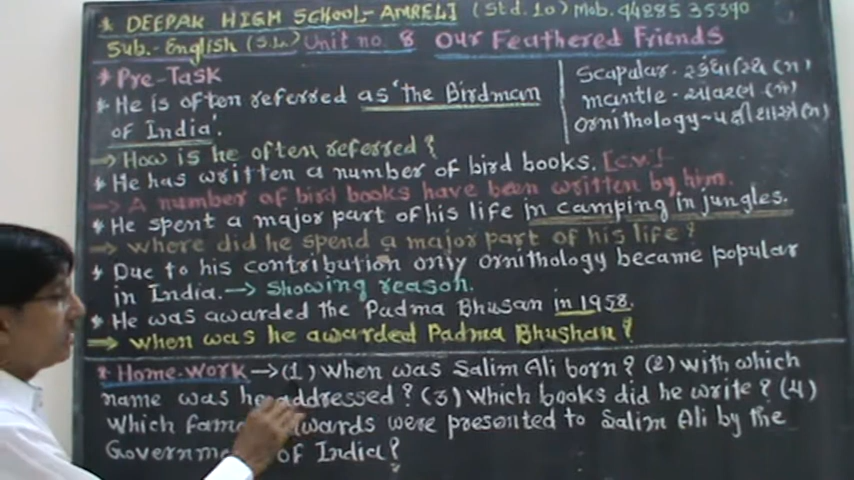 * DEEPAK HIGH SCHOOL-AMRELI (Std.10) Mob. 94285 35390
Sub.-English (S.L.) Unit no. 8 Our Feathered Friends
* Pre-Task
* He is often referred as 'the Birdman
of India'.
→ How is he often referred?
* He has written a number of bird books. [c.v.]
→ A number of bird books have been written by him.
* He spent a major part of his life in camping in jungles.
→ where did he spend a major part of his life?
* Due to his contribution only ornithology became popular
in India. → Showing reason.
* He was awarded the Padma Bhusan in 1958.
→ when was he awarded Padma Bhushan?
Scapular - સ્કંધાસ્થિ (n)
mantle - આવરણ (n)
ornithology - પક્ષીશાસ્ત્ર (n)
* Home-work → (1) When was Salim Ali born? (2) with which
name was he addressed? (3) Which books did he write? (4)
Which were presented to Salim Ali by the
of India?